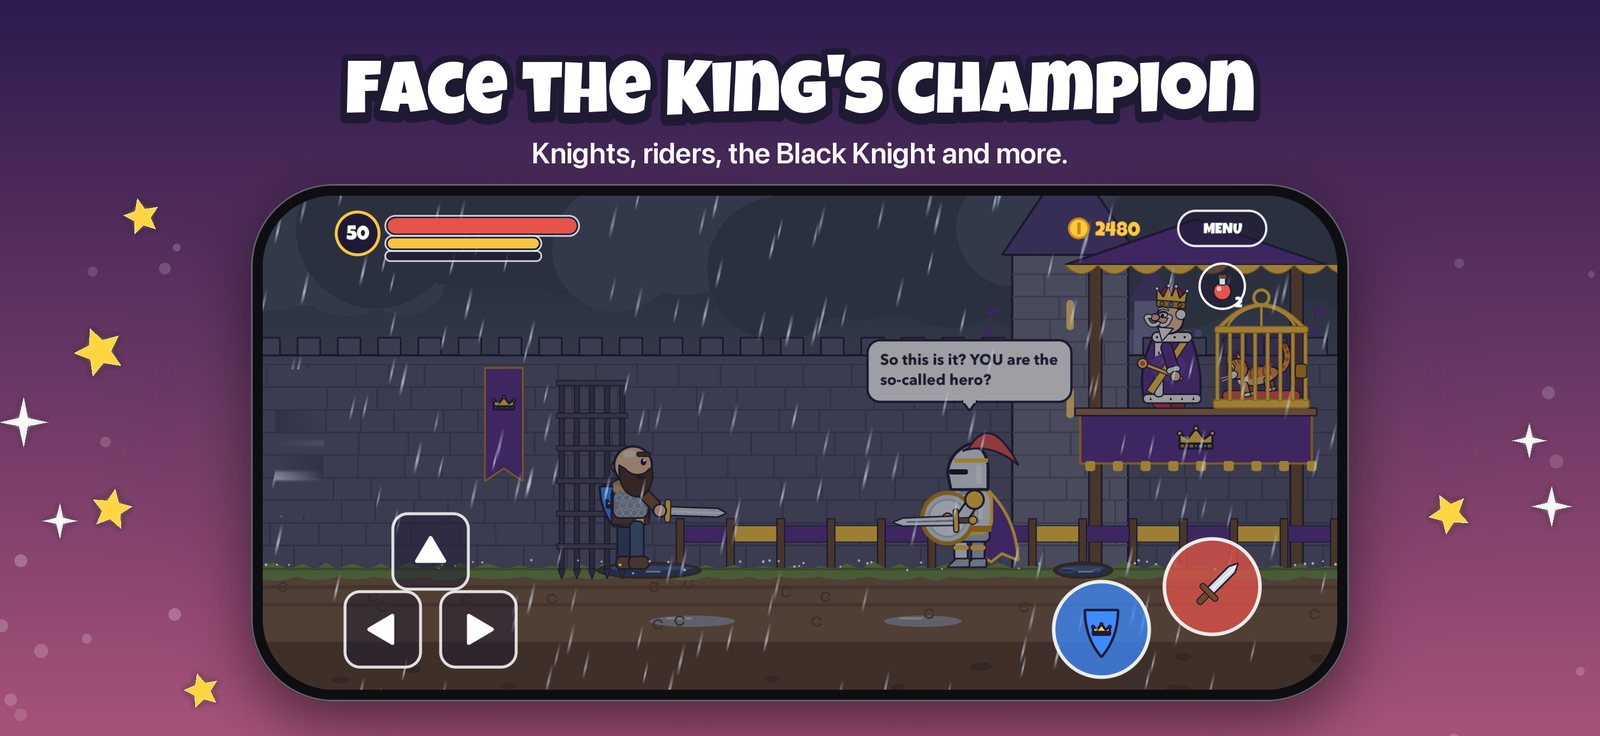 FACE THE KING'S CHAMPION
Knights, riders, the Black Knight and more.
50
2480
MENU
2
So this is it? YOU are the
so-called hero?